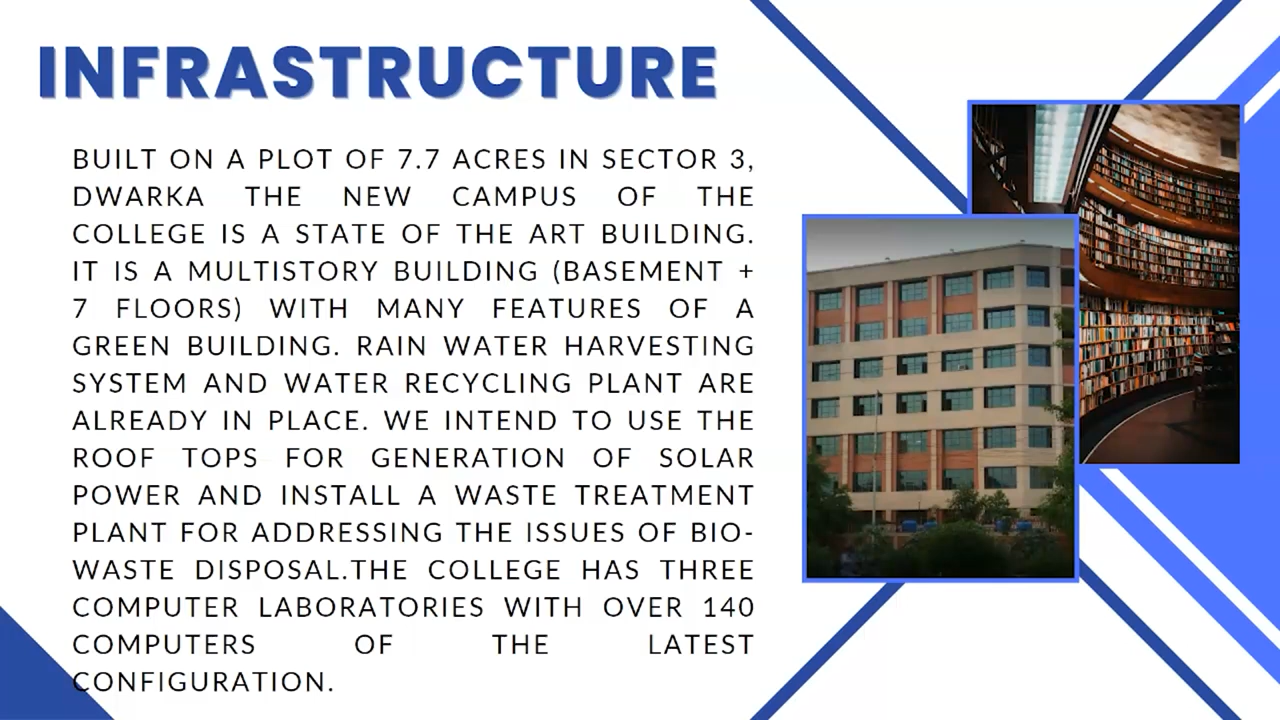 INFRASTRUCTURE
BUILT ON A PLOT OF 7.7 ACRES IN SECTOR 3,
DWARKA THE NEW CAMPUS OF THE
COLLEGE IS A STATE OF THE ART BUILDING.
IT IS A MULTISTORY BUILDING (BASEMENT +
7 FLOORS) WITH MANY FEATURES OF A
GREEN BUILDING. RAIN WATER HARVESTING
SYSTEM AND WATER RECYCLING PLANT ARE
ALREADY IN PLACE. WE INTEND TO USE THE
ROOF TOPS FOR GENERATION OF SOLAR
POWER AND INSTALL A WASTE TREATMENT
PLANT FOR ADDRESSING THE ISSUES OF BIO-
WASTE DISPOSAL.THE COLLEGE HAS THREE
COMPUTER LABORATORIES WITH OVER 140
COMPUTERS OF THE LATEST
CONFIGURATION.